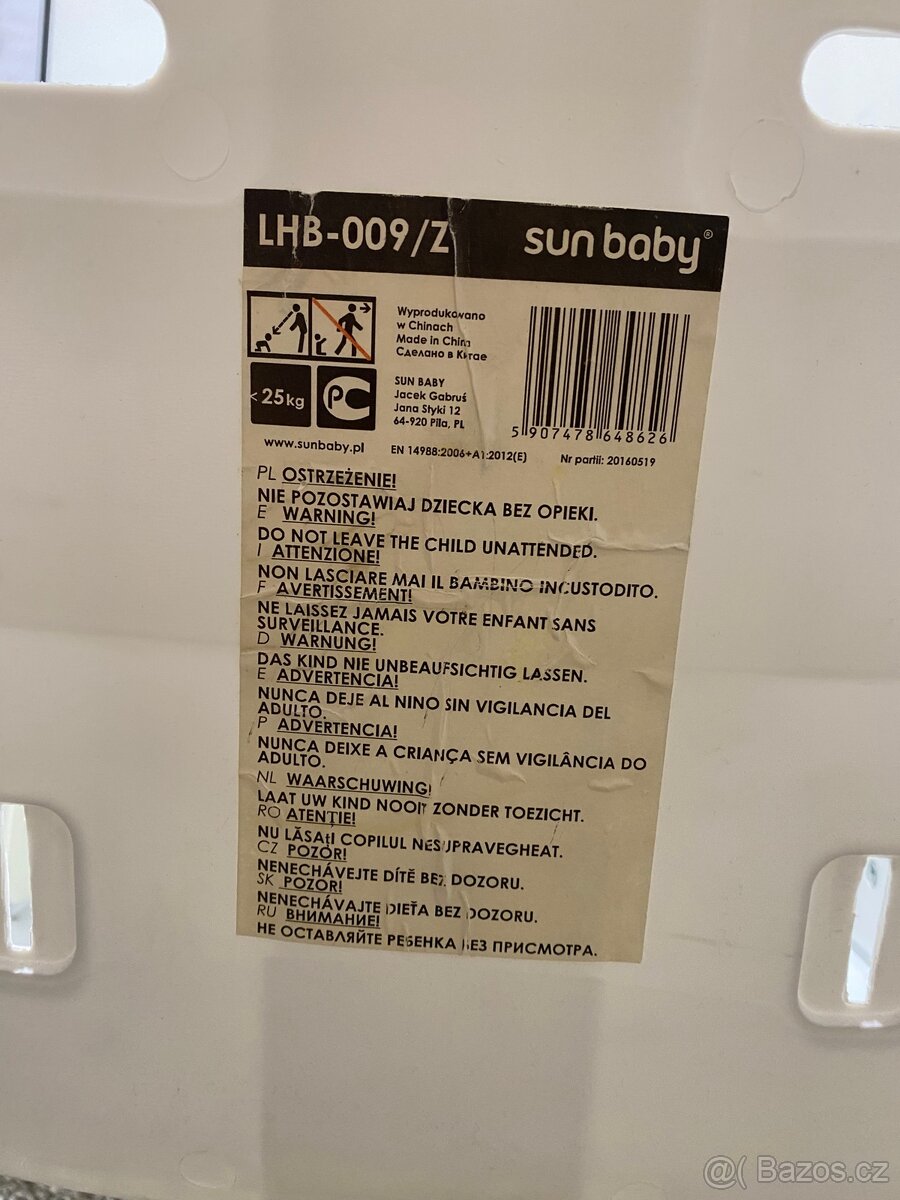 LHB-009/Z sun baby®
Wyprodukowano
w Chinach
Made in China
Сделано в Китае
< 25kg
PC
SUN BABY
Jacek Gabruś
Jana Styki 12
64-920 Piła, PL
5 907478 648626
www.sunbaby.pl
EN 14988:2006+A1:2012(E)
Nr partii: 20160519
PL OSTRZEŻENIE!
NIE POZOSTAWIAJ DZIECKA BEZ OPIEKI.
E WARNING!
DO NOT LEAVE THE CHILD UNATTENDED.
I ATTENZIONE!
NON LASCIARE MAI IL BAMBINO INCUSTODITO.
F AVERTISSEMENT!
NE LAISSEZ JAMAIS VOTRE ENFANT SANS
SURVEILLANCE.
D WARNUNG!
DAS KIND NIE UNBEAUFSICHTIG LASSEN.
E ADVERTENCIA!
NUNCA DEJE AL NINO SIN VIGILANCIA DEL
ADULTO.
P ADVERTENCIA!
NUNCA DEIXE A CRIANÇA SEM VIGILÂNCIA DO
ADULTO.
NL WAARSCHUWING!
LAAT UW KIND NOOIT ZONDER TOEZICHT.
RO ATENȚIE!
NU LĂSAțI COPILUL NESUPRAVEGHEAT.
CZ POZÓR!
NENECHÁVEJTE DÍTĚ BEZ DOZORU.
SK POZOR!
NENECHÁVAJTE DIEŤA BEZ DOZORU.
RU ВНИМАНИЕ!
НЕ ОСТАВЛЯЙТЕ РЕБЕНКА БЕЗ ПРИСМОТРА.
@( Bazos.cz